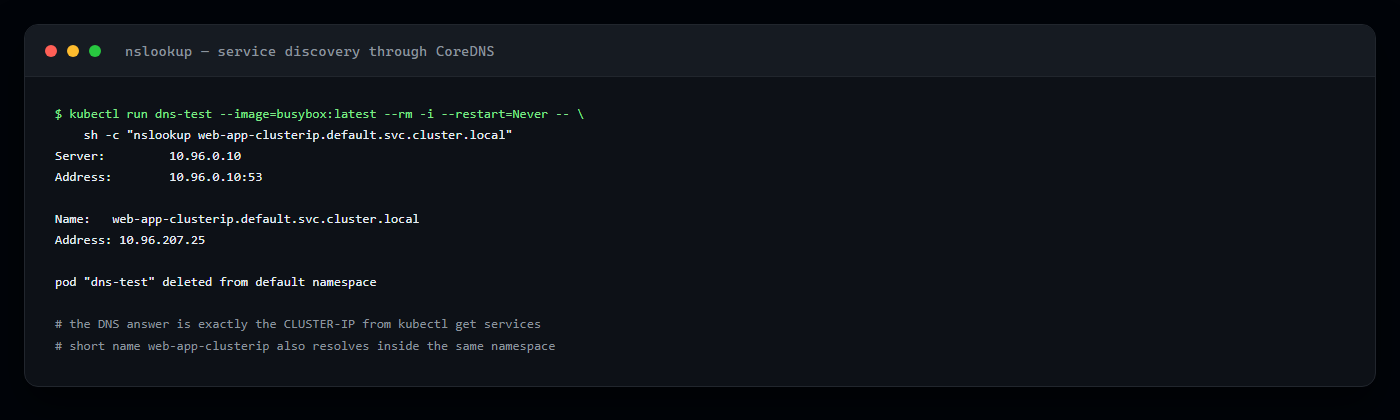 nslookup — service discovery through CoreDNS
$ kubectl run dns-test --image=busybox:latest --rm -i --restart=Never -- \
    sh -c "nslookup web-app-clusterip.default.svc.cluster.local"
Server:         10.96.0.10
Address:        10.96.0.10:53
Name:   web-app-clusterip.default.svc.cluster.local
Address: 10.96.207.25
pod "dns-test" deleted from default namespace
# the DNS answer is exactly the CLUSTER-IP from kubectl get services
# short name web-app-clusterip also resolves inside the same namespace